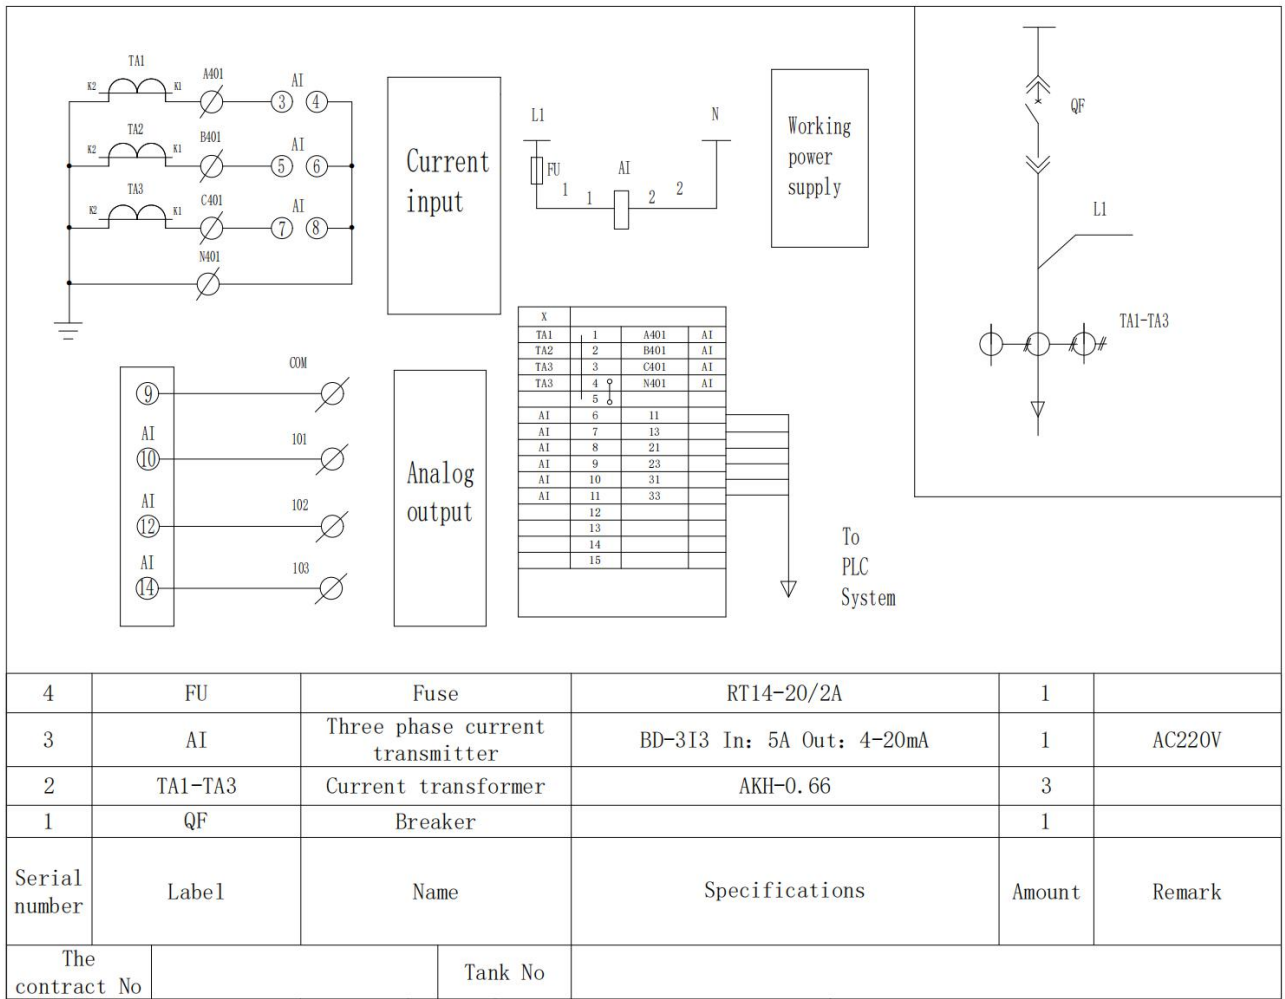 TA1
K2
K1
A401
AI
3
4
TA2
K2
K1
B401
AI
5
6
TA3
K2
K1
C401
AI
7
8
N401
Current
input
L1
N
FU
AI
1
1
2
2
Working
power
supply
QF
L1
TA1-TA3
9
COM
AI
10
101
AI
12
102
AI
14
103
Analog
output
X
TA1 1 A401 AI
TA2 2 B401 AI
TA3 3 C401 AI
TA3 4 N401 AI
5
AI 6 11
AI 7 13
AI 8 21
AI 9 23
AI 10 31
AI 11 33
12
13
14
15
To
PLC
System
4 FU Fuse RT14-20/2A 1
3 AI Three phase current
transmitter BD-3I3 In: 5A Out: 4-20mA 1 AC220V
2 TA1-TA3 Current transformer AKH-0.66 3
1 QF Breaker 1
Serial
number Label Name Specifications Amount Remark
The
contract No Tank No